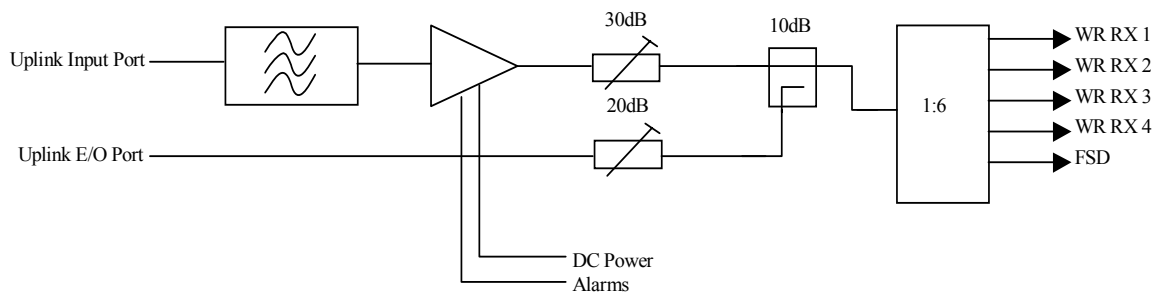 30dB
10dB
Uplink Input Port
WR RX 1
WR RX 2
WR RX 3
WR RX 4
FSD
1:6
20dB
Uplink E/O Port
DC Power
Alarms